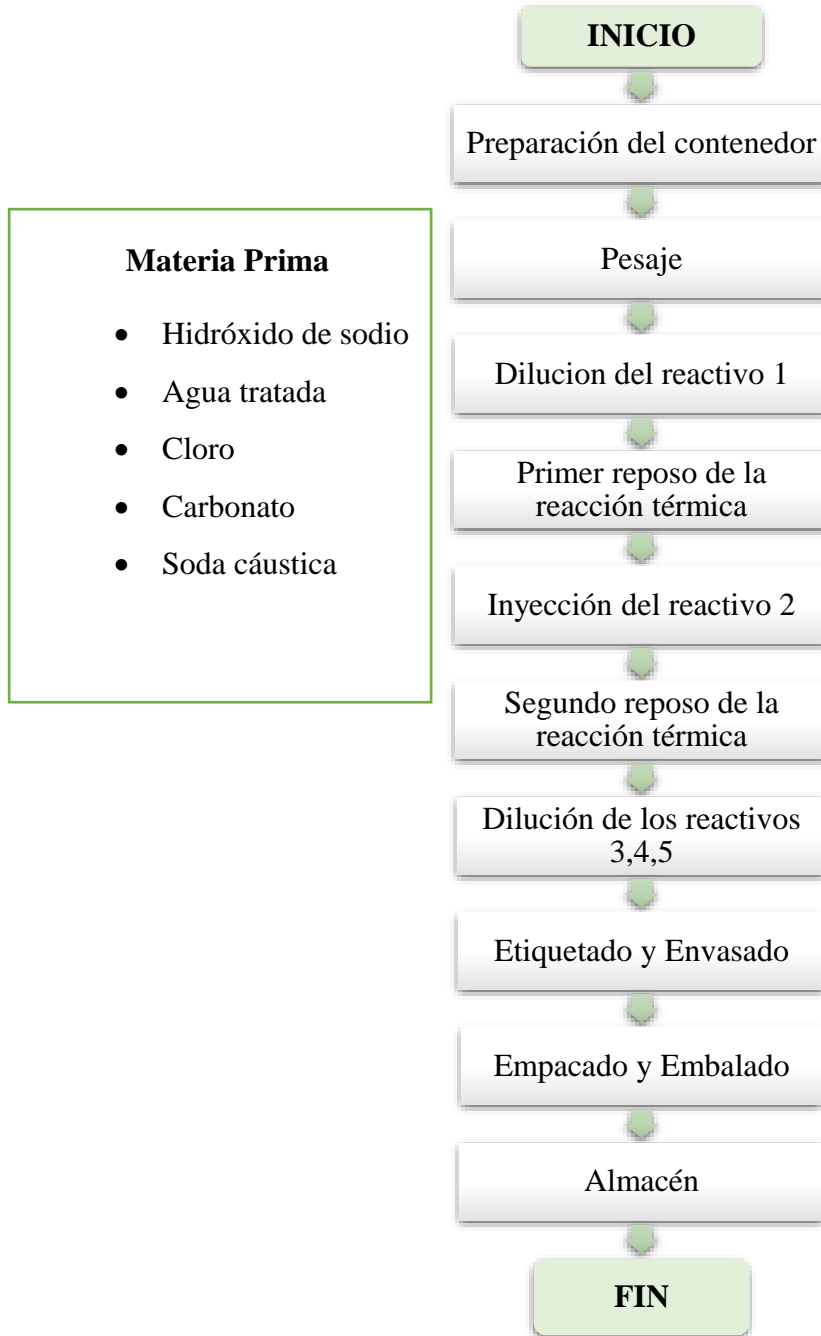 INICIO
Preparación del contenedor
Materia Prima
• Hidróxido de sodio
• Agua tratada
• Cloro
• Carbonato
• Soda cáustica
Pesaje
Dilucion del reactivo 1
Primer reposo de la
reacción térmica
Inyección del reactivo 2
Segundo reposo de la
reacción térmica
Dilución de los reactivos
3,4,5
Etiquetado y Envasado
Empacado y Embalado
Almacén
FIN